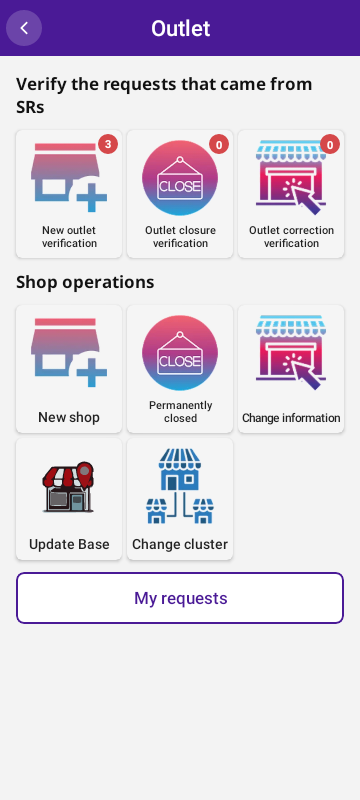 Outlet
Verify the requests that came from
SRs
3
0
0
CLOSE
New outlet
verification
Outlet closure
verification
Outlet correction
verification
Shop operations
CLOSE
New shop
Permanently
closed
Change information
Update Base
Change cluster
My requests